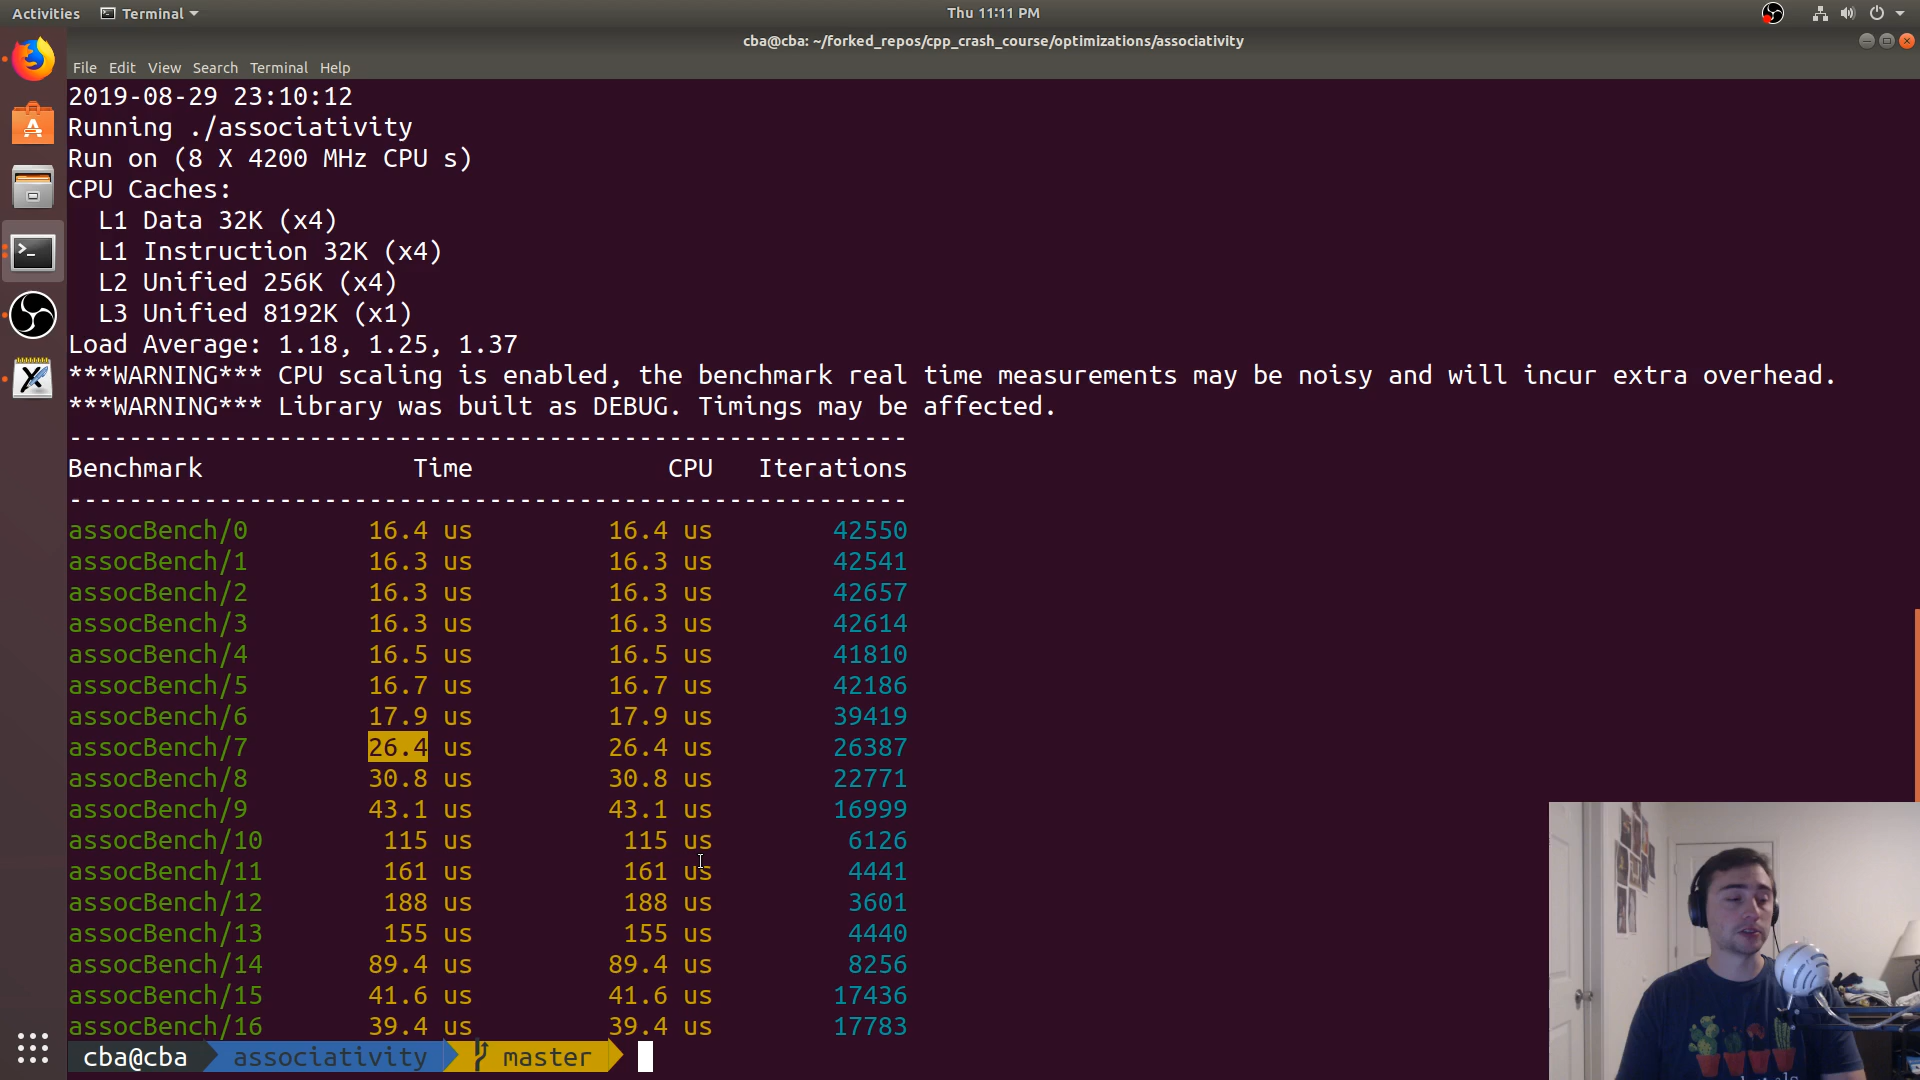 Activities Terminal Thu 11:11 PM
cba@cba: ~/forked_repos/cpp_crash_course/optimizations/associativity
File Edit View Search Terminal Help
2019-08-29 23:10:12
Running ./associativity
Run on (8 X 4200 MHz CPU s)
CPU Caches:
L1 Data 32K (x4)
L1 Instruction 32K (x4)
L2 Unified 256K (x4)
L3 Unified 8192K (x1)
Load Average: 1.18, 1.25, 1.37
***WARNING*** CPU scaling is enabled, the benchmark real time measurements may be noisy and will incur extra overhead.
***WARNING*** Library was built as DEBUG. Timings may be affected.
--------------------------------------------------------
Benchmark Time CPU Iterations
--------------------------------------------------------
assocBench/0 16.4 us 16.4 us 42550
assocBench/1 16.3 us 16.3 us 42541
assocBench/2 16.3 us 16.3 us 42657
assocBench/3 16.3 us 16.3 us 42614
assocBench/4 16.5 us 16.5 us 41810
assocBench/5 16.7 us 16.7 us 42186
assocBench/6 17.9 us 17.9 us 39419
assocBench/7 26.4 us 26.4 us 26387
assocBench/8 30.8 us 30.8 us 22771
assocBench/9 43.1 us 43.1 us 16999
assocBench/10 115 us 115 us 6126
assocBench/11 161 us 161 us 4441
assocBench/12 188 us 188 us 3601
assocBench/13 155 us 155 us 4440
assocBench/14 89.4 us 89.4 us 8256
assocBench/15 41.6 us 41.6 us 17436
assocBench/16 39.4 us 39.4 us 17783
cba@cba associativity master